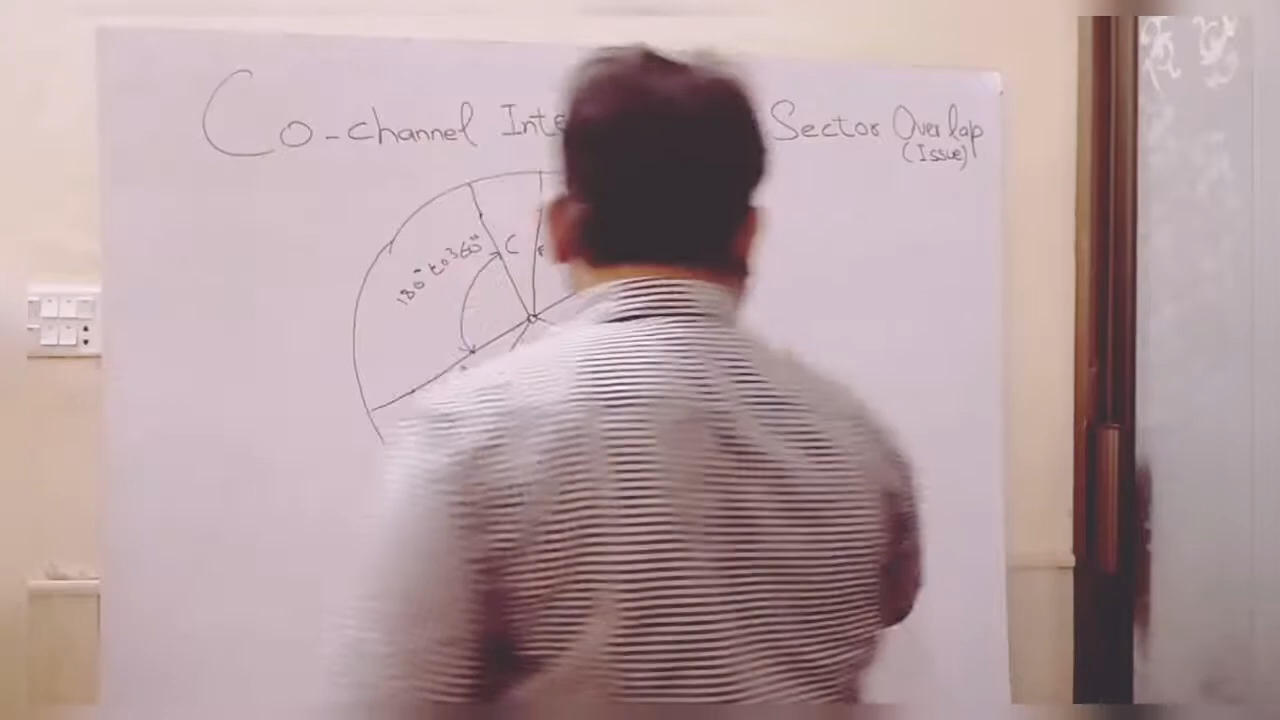 Co-channel Inte Sector Overlap
(Issue)
180° to 360°
C